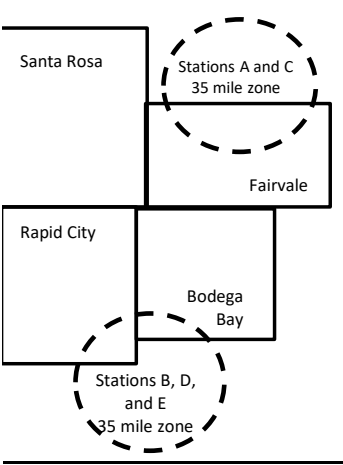 Santa Rosa
Stations A and C
35 mile zone
Fairvale
Rapid City
Bodega
Bay
Stations B, D,
and E
35 mile zone